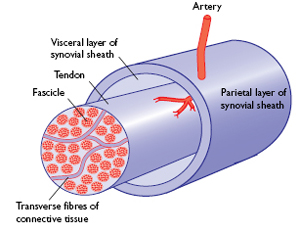 Artery
Visceral layer of
synovial sheath
Tendon
Fascicle
Parietal layer of
synovial sheath
Transverse fibres of
connective tissue